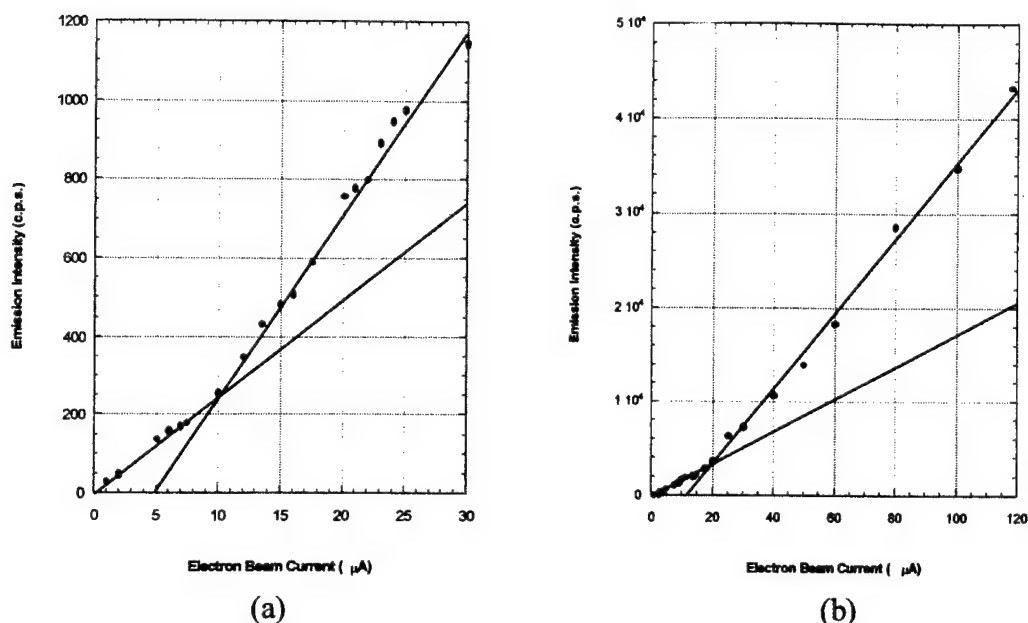 1200
1000
800
600
400
200
0
0 5 10 15 20 25 30
Emission Intensity (c.p.s.)
Electron Beam Current ( μA)
(a)
5 10⁴
4 10⁴
3 10⁴
2 10⁴
1 10⁴
0
0 20 40 60 80 100 120
Emission Intensity (c.p.s.)
Electron Beam Current ( μA)
(b)